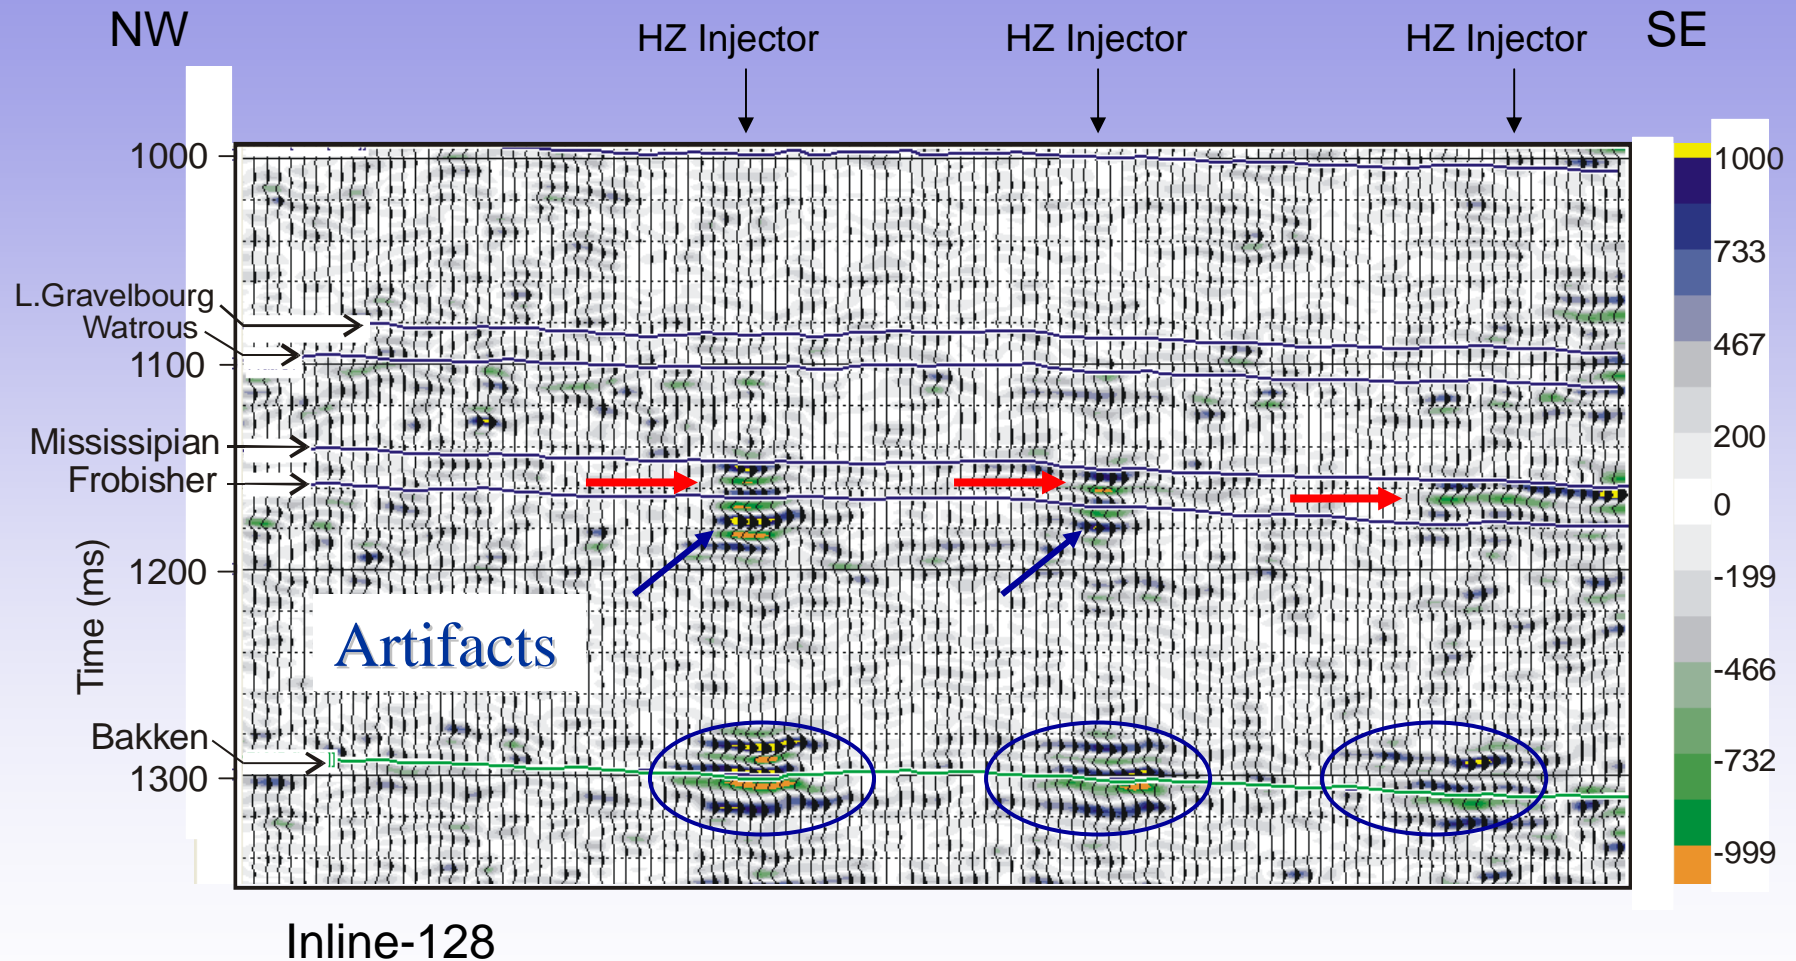 NW
HZ Injector
HZ Injector
HZ Injector
SE
1000
L.Gravelbourg
Watrous
1100
Mississipian
Frobisher
1200
Time (ms)
Artifacts
Bakken
1300
1000
733
467
200
0
-199
-466
-732
-999
Inline-128